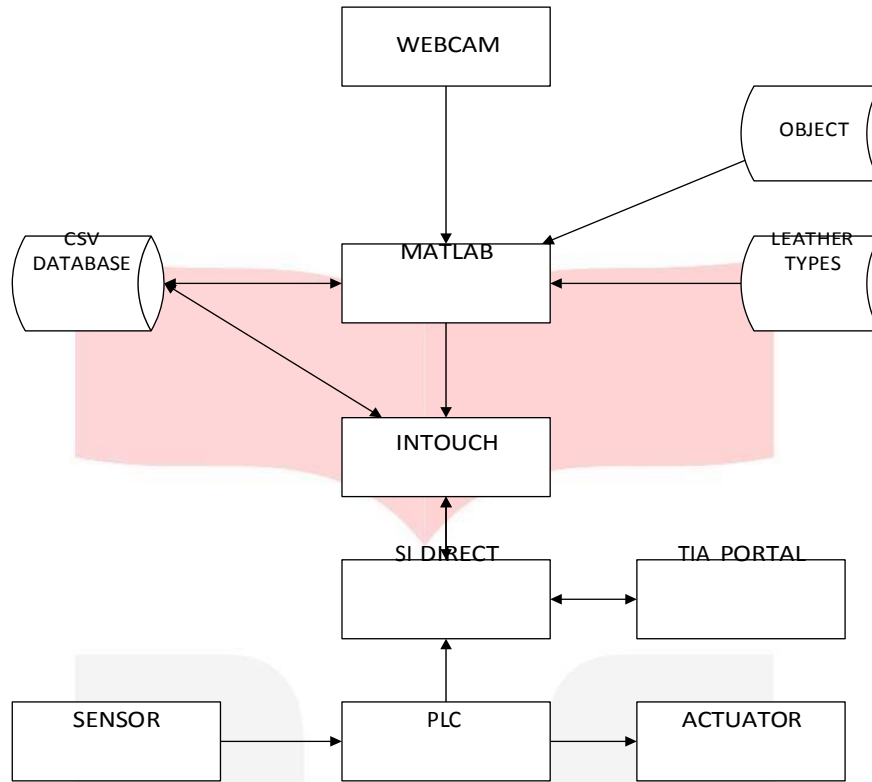 WEBCAM
OBJECT
CSV
DATABASE
MATLAB
LEATHER
TYPES
INTOUCH
SI DIRECT
TIA PORTAL
SENSOR
PLC
ACTUATOR